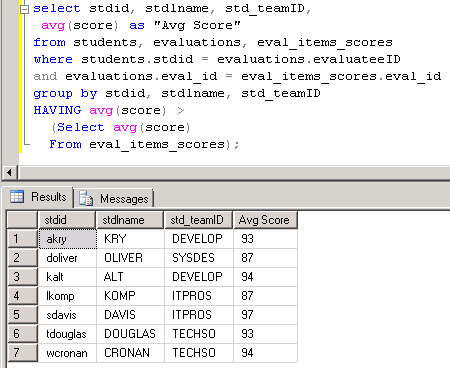 select stdid, stdlname, std_teamID,
avg(score) as "Avg Score"
from students, evaluations, eval_items_scores
where students.stdid = evaluations.evaluateeID
and evaluations.eval_id = eval_items_scores.eval_id
group by stdid, stdlname, std_teamID
HAVING avg(score) >
(Select avg(score)
From eval_items_scores);
Results Messages
stdid stdlname std_teamID Avg Score
1 akry KRY DEVELOP 93
2 doliver OLIVER SYSDES 87
3 kalt ALT DEVELOP 94
4 lkomp KOMP ITPROS 87
5 sdavis DAVIS ITPROS 97
6 tdouglas DOUGLAS TECHSO 93
7 wcronan CRONAN TECHSO 94